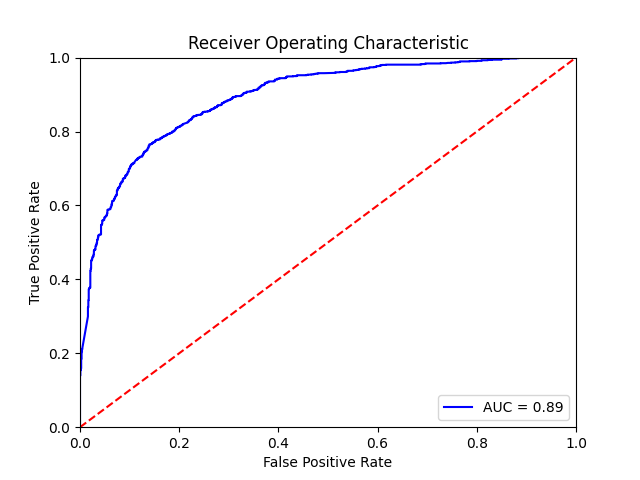 Receiver Operating Characteristic
True Positive Rate
1.0
0.8
0.6
0.4
0.2
0.0
AUC = 0.89
0.0 0.2 0.4 0.6 0.8 1.0
False Positive Rate